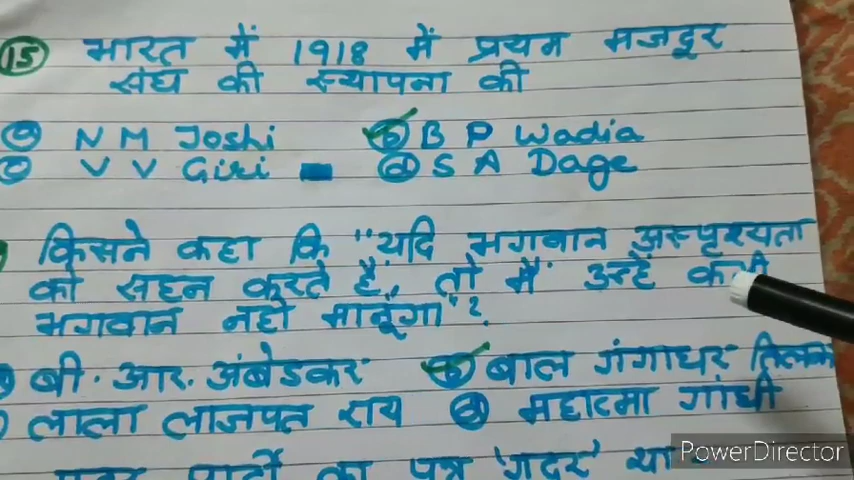 15 भारत में 1918 में प्रथम मजदूर
संघ की स्थापना की
N M Joshi b B P Wadia
c V V Giri d S A Dage
किसने कहा कि "यदि भगवान अस्पृश्यता
को सहन करते हैं, तो मैं उन्हें कभी
भगवान नहीं मानूंगा"?
बी. आर. अंबेडकर b बाल गंगाधर तिलक
लाला लाजपत राय d महात्मा गांधी
पार्टी का पत्र 'गदर' था -
PowerDirector